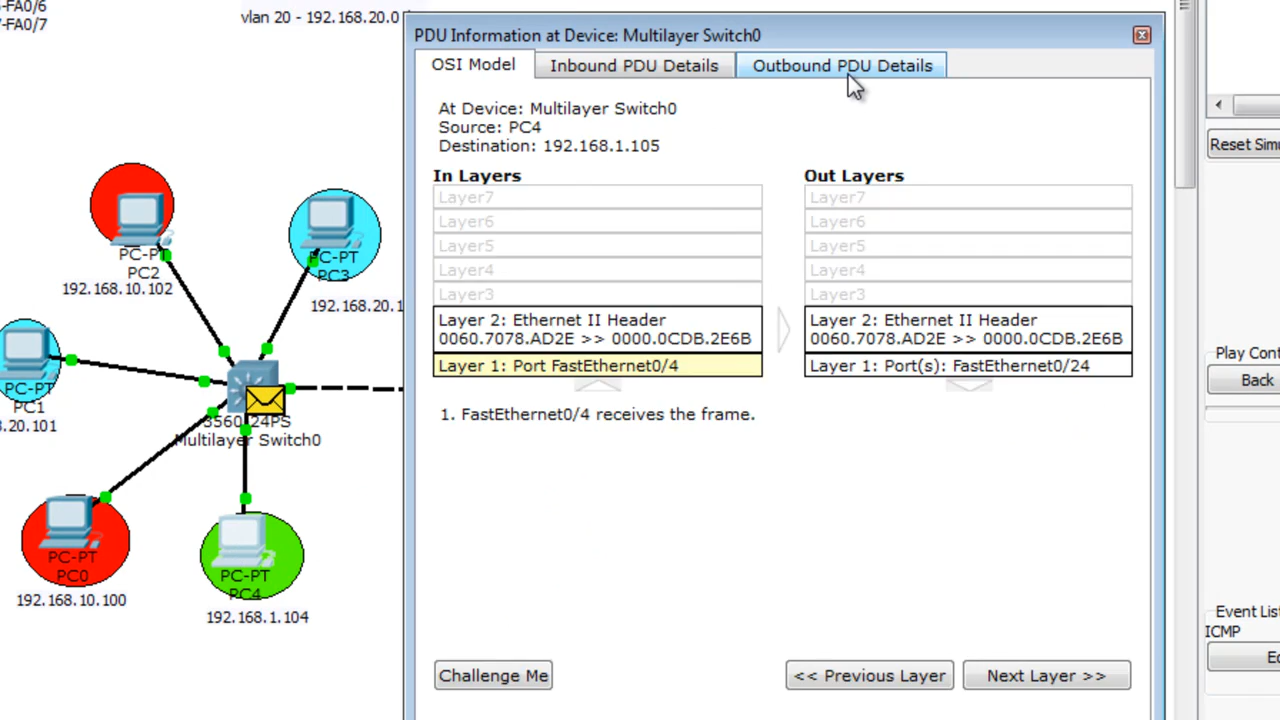 -FA0/6
-FA0/7
vlan 20 - 192.168.20.0
PC-PT
PC2
192.168.10.102
PC-PT
PC3
192.168.20.1
PC-PT
PC1
.20.101
3560-24PS
Multilayer Switch0
PC-PT
PC0
192.168.10.100
PC-PT
PC4
192.168.1.104
PDU Information at Device: Multilayer Switch0
OSI Model
Inbound PDU Details
Outbound PDU Details
At Device: Multilayer Switch0
Source: PC4
Destination: 192.168.1.105
In Layers
Layer7
Layer6
Layer5
Layer4
Layer3
Layer 2: Ethernet II Header
0060.7078.AD2E >> 0000.0CDB.2E6B
Layer 1: Port FastEthernet0/4
Out Layers
Layer7
Layer6
Layer5
Layer4
Layer3
Layer 2: Ethernet II Header
0060.7078.AD2E >> 0000.0CDB.2E6B
Layer 1: Port(s): FastEthernet0/24
1. FastEthernet0/4 receives the frame.
Challenge Me
<< Previous Layer
Next Layer >>
Reset Simu
Play Cont
Back
Event List
ICMP